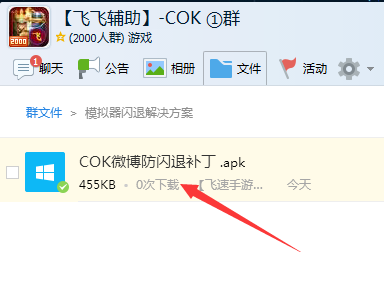 【飞飞辅助】-COK ①群
2000
(2000人群) 游戏
1
聊天 公告 相册 文件 活动
群文件 > 模拟器闪退解决方案
COK微博防闪退补丁 .apk
455KB 0次下载 【飞速手游... 今天